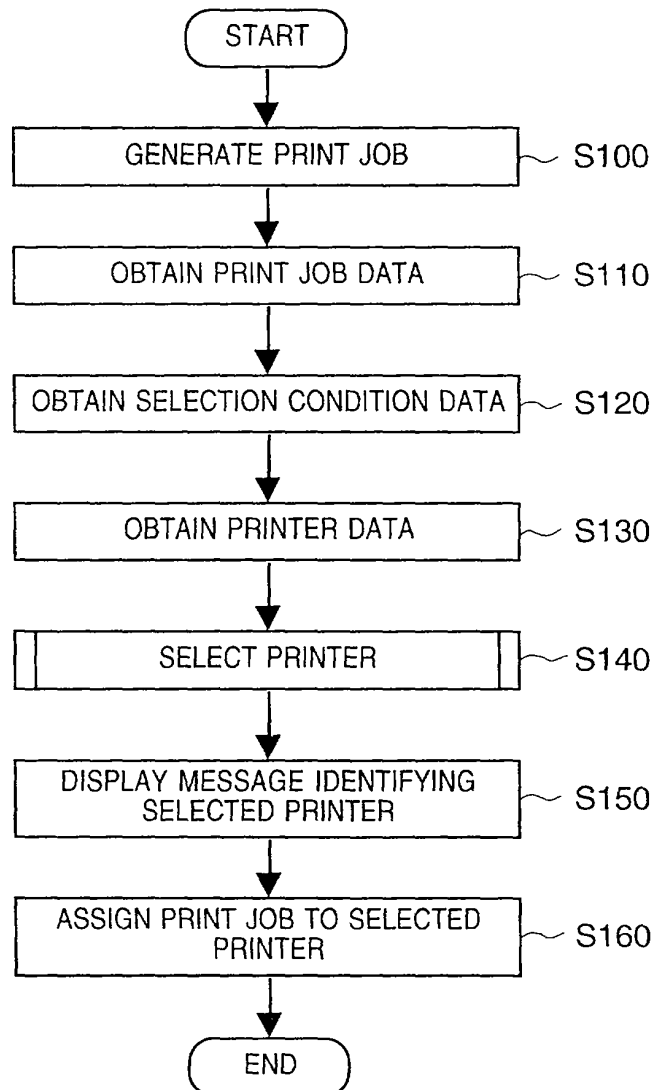 START
GENERATE PRINT JOB
S100
OBTAIN PRINT JOB DATA
S110
OBTAIN SELECTION CONDITION DATA
S120
OBTAIN PRINTER DATA
S130
SELECT PRINTER
S140
DISPLAY MESSAGE IDENTIFYING
SELECTED PRINTER
S150
ASSIGN PRINT JOB TO SELECTED
PRINTER
S160
END